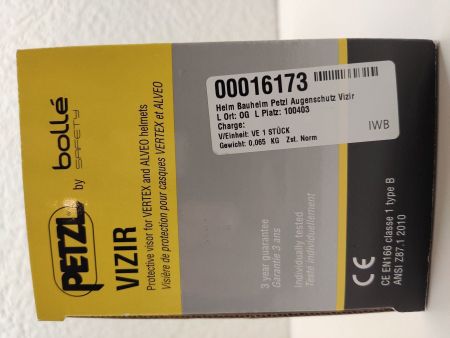 PETZL by bollé
SAFETY
VIZIR
Protective visor for VERTEX and ALVEO helmets
Visière de protection pour casques VERTEX et ALVEO
3 year guarantee
Garantie 3 ans
Individually tested
Testé individuellement
CE
CE EN166 classe 1 type B
ANSI Z87.1 2010
00016173
Helm Bauhelm Petzl Augenschutz Vizir
L Ort: OG L Platz: 100403
Charge:
V/Einheit: VE 1 STÜCK
Gewicht: 0,065 KG Zst. Norm
IWB